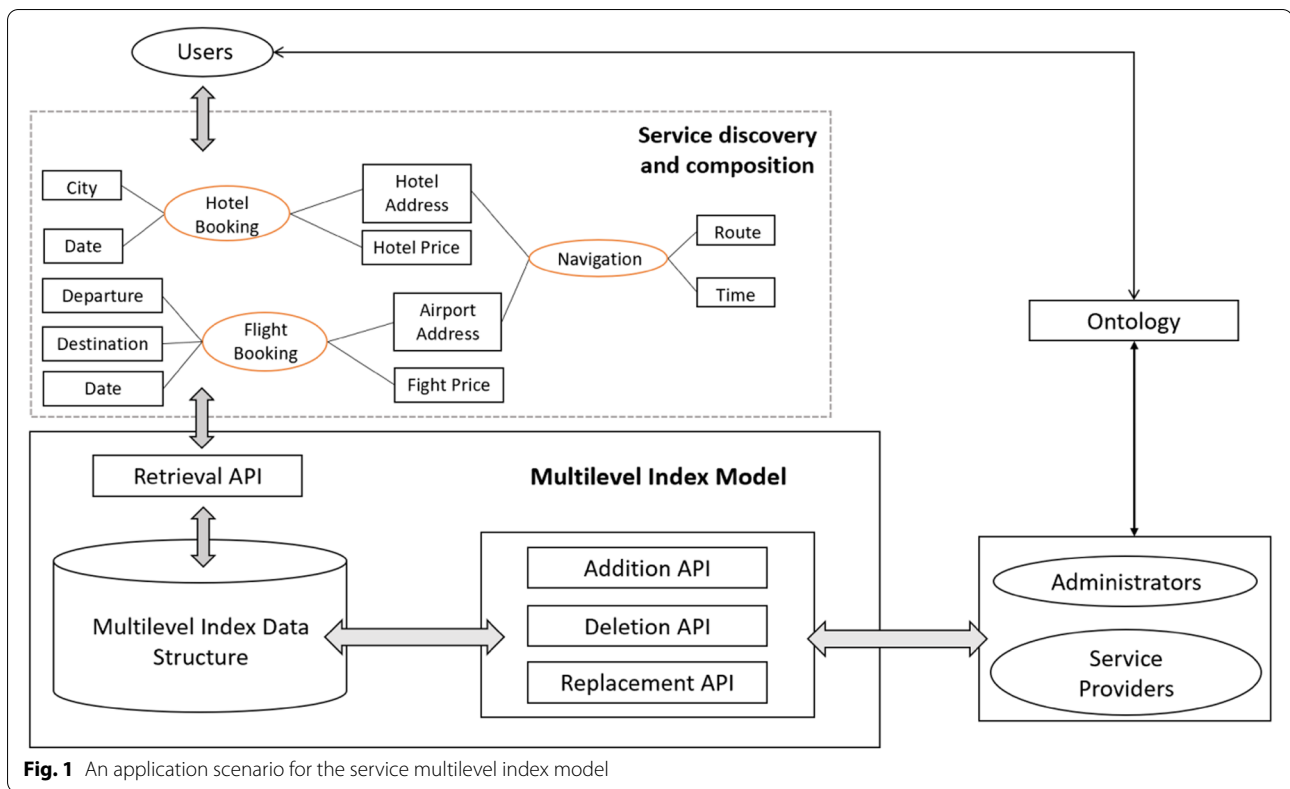 Users
Service discovery
and composition
City
Date
Hotel
Booking
Hotel
Address
Hotel Price
Navigation
Route
Time
Departure
Destination
Date
Flight
Booking
Airport
Address
Fight Price
Ontology
Retrieval API
Multilevel Index Model
Multilevel Index Data
Structure
Addition API
Deletion API
Replacement API
Administrators
Service
Providers
Fig. 1 An application scenario for the service multilevel index model